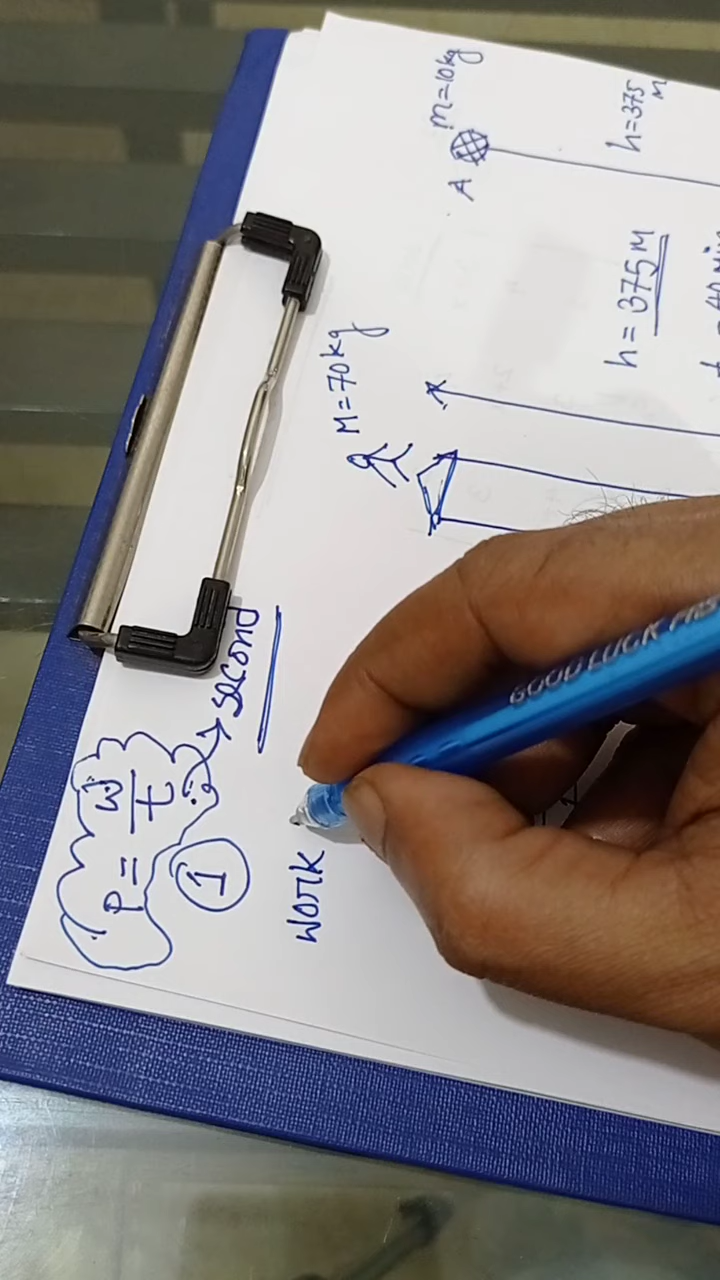 P = W/t
→ second
1
Work
M = 70kg
h = 375M
A
m = 10kg
h = 375 M
GOOD LUCK